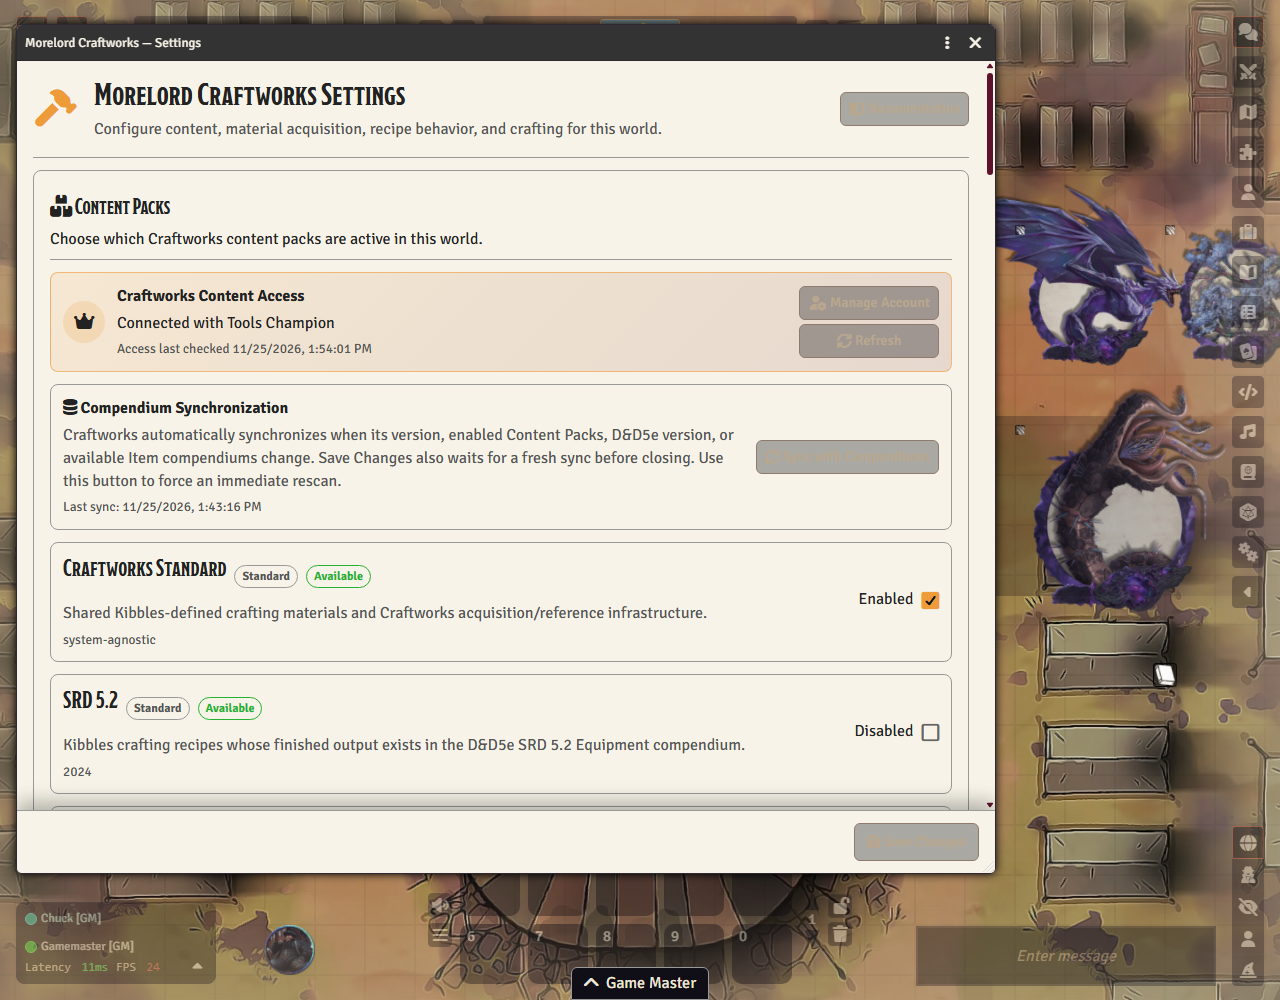 Morelord Craftworks — Settings
Morelord Craftworks Settings
Configure content, material acquisition, recipe behavior, and crafting for this world.
Content Packs
Choose which Craftworks content packs are active in this world.
Craftworks Content Access
Connected with Tools Champion
Access last checked 11/25/2026, 1:54:01 PM
Manage Account
Refresh
Compendium Synchronization
Craftworks automatically synchronizes when its version, enabled Content Packs, D&D5e version, or
available Item compendiums change. Save Changes also waits for a fresh sync before closing. Use
this button to force an immediate rescan.
Last sync: 11/25/2026, 1:43:16 PM
Craftworks Standard Standard Available
Shared Kibbles-defined crafting materials and Craftworks acquisition/reference infrastructure.
system-agnostic
Enabled
SRD 5.2 Standard Available
Kibbles crafting recipes whose finished output exists in the D&D5e SRD 5.2 Equipment compendium.
2024
Disabled
Chuck [GM]
Gamemaster [GM]
Latency 11ms FPS 24
6 7 8 9 0
1
Game Master
Enter message